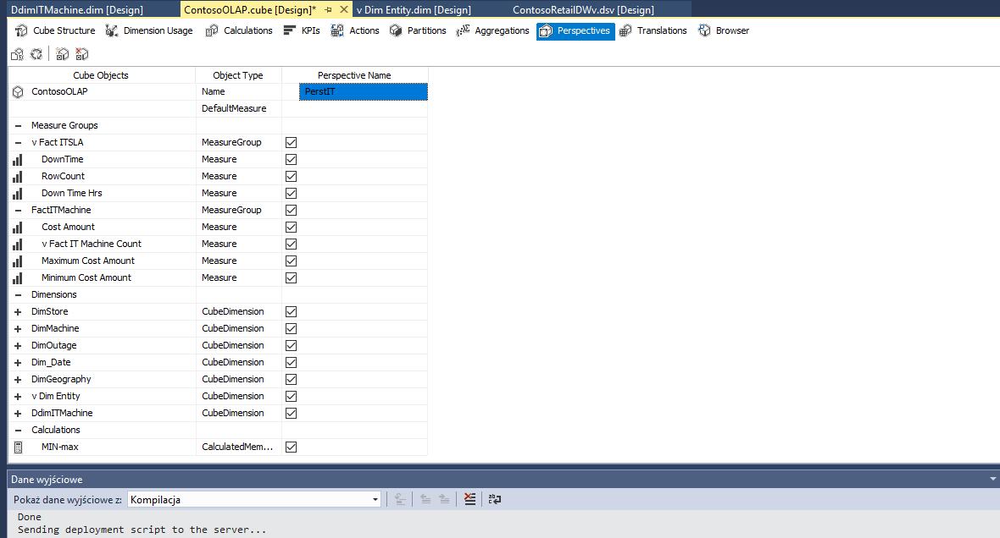 DdimITMachine.dim [Design] ContosoOLAP.cube [Design]* v Dim Entity.dim [Design] ContosoRetailDWv.dsv [Design]
Cube Structure Dimension Usage Calculations KPIs Actions Partitions Aggregations Perspectives Translations Browser
Cube Objects Object Type Perspective Name
ContosoOLAP Name PerstIT
DefaultMeasure
Measure Groups
v Fact ITSLA MeasureGroup
DownTime Measure
RowCount Measure
Down Time Hrs Measure
FactITMachine MeasureGroup
Cost Amount Measure
v Fact IT Machine Count Measure
Maximum Cost Amount Measure
Minimum Cost Amount Measure
Dimensions
DimStore CubeDimension
DimMachine CubeDimension
DimOutage CubeDimension
Dim_Date CubeDimension
DimGeography CubeDimension
v Dim Entity CubeDimension
DdimITMachine CubeDimension
Calculations
MIN-max CalculatedMem...
Dane wyjściowe
Pokaż dane wyjściowe z: Kompilacja
Done
Sending deployment script to the server...